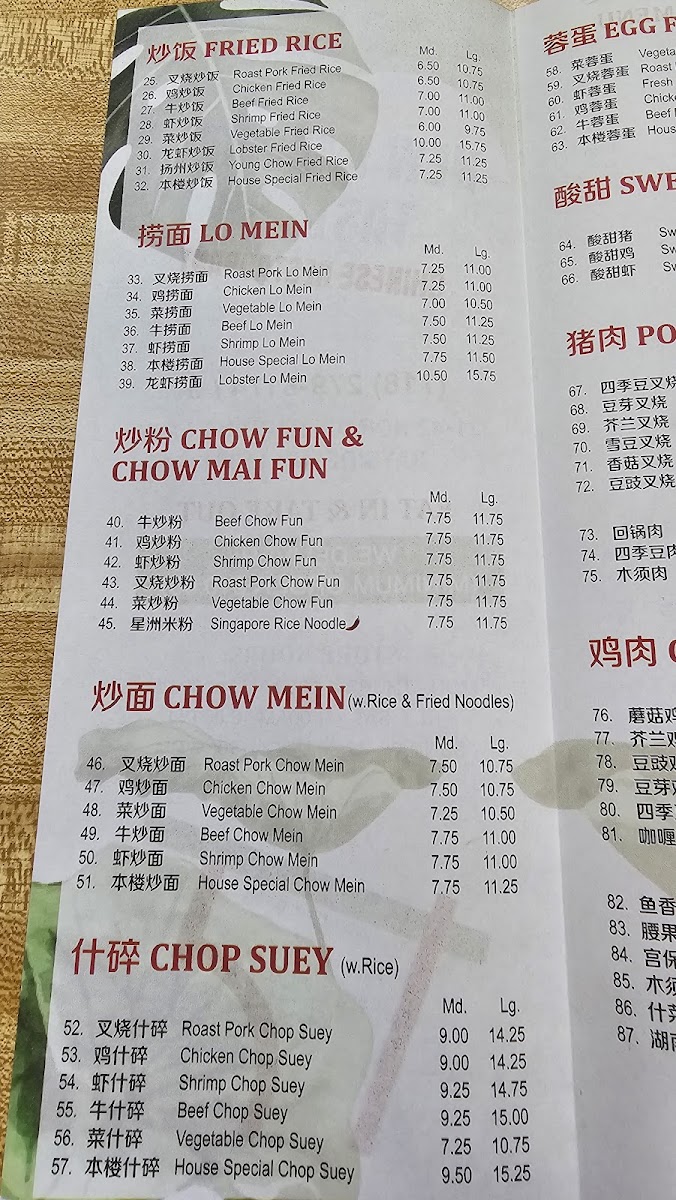 炒饭 FRIED RICE
Md. Lg.
25. 叉烧炒饭 Roast Pork Fried Rice 6.50 10.75
26. 鸡炒饭 Chicken Fried Rice 6.50 10.75
27. 牛炒饭 Beef Fried Rice 7.00 11.00
28. 虾炒饭 Shrimp Fried Rice 7.00 11.00
29. 菜炒饭 Vegetable Fried Rice 6.00 9.75
30. 龙虾炒饭 Lobster Fried Rice 10.00 15.75
31. 扬州炒饭 Young Chow Fried Rice 7.25 11.25
32. 本楼炒饭 House Special Fried Rice 7.25 11.25
捞面 LO MEIN
Md. Lg.
33. 叉烧捞面 Roast Pork Lo Mein 7.25 11.00
34. 鸡捞面 Chicken Lo Mein 7.25 11.00
35. 菜捞面 Vegetable Lo Mein 7.00 10.50
36. 牛捞面 Beef Lo Mein 7.50 11.25
37. 虾捞面 Shrimp Lo Mein 7.50 11.25
38. 本楼捞面 House Special Lo Mein 7.75 11.50
39. 龙虾捞面 Lobster Lo Mein 10.50 15.75
炒粉 CHOW FUN &
CHOW MAI FUN
Md. Lg.
40. 牛炒粉 Beef Chow Fun 7.75 11.75
41. 鸡炒粉 Chicken Chow Fun 7.75 11.75
42. 虾炒粉 Shrimp Chow Fun 7.75 11.75
43. 叉烧炒粉 Roast Pork Chow Fun 7.75 11.75
44. 菜炒粉 Vegetable Chow Fun 7.75 11.75
45. 星洲米粉 Singapore Rice Noodle 7.75 11.75
炒面 CHOW MEIN (w.Rice & Fried Noodles)
Md. Lg.
46. 叉烧炒面 Roast Pork Chow Mein 7.50 10.75
47. 鸡炒面 Chicken Chow Mein 7.50 10.75
48. 菜炒面 Vegetable Chow Mein 7.25 10.50
49. 牛炒面 Beef Chow Mein 7.75 11.00
50. 虾炒面 Shrimp Chow Mein 7.75 11.00
51. 本楼炒面 House Special Chow Mein 7.75 11.25
什碎 CHOP SUEY (w.Rice)
Md. Lg.
52. 叉烧什碎 Roast Pork Chop Suey 9.00 14.25
53. 鸡什碎 Chicken Chop Suey 9.00 14.25
54. 虾什碎 Shrimp Chop Suey 9.25 14.75
55. 牛什碎 Beef Chop Suey 9.25 15.00
56. 菜什碎 Vegetable Chop Suey 7.25 10.75
57. 本楼什碎 House Special Chop Suey 9.50 15.25
蓉蛋 EGG F
58. 菜蓉蛋 Vegeta
59. 叉烧蓉蛋 Roast
60. 虾蓉蛋 Fresh
61. 鸡蓉蛋 Chicke
62. 牛蓉蛋 Beef
63. 本楼蓉蛋 Hous
酸甜 SWE
64. 酸甜猪 Sw
65. 酸甜鸡 Sw
66. 酸甜虾 Sw
猪肉 PO
67. 四季豆叉烧
68. 豆芽叉烧
69. 芥兰叉烧
70. 雪豆叉烧
71. 香菇叉烧
72. 豆豉叉烧
73. 回锅肉
74. 四季豆肉
75. 木须肉
鸡肉
76. 蘑菇鸡
77. 芥兰鸡
78. 豆豉
79. 豆芽
80. 四季
81. 咖喱
82. 鱼香
83. 腰果
84. 宫保
85. 木须
86. 什菜
87. 湖南